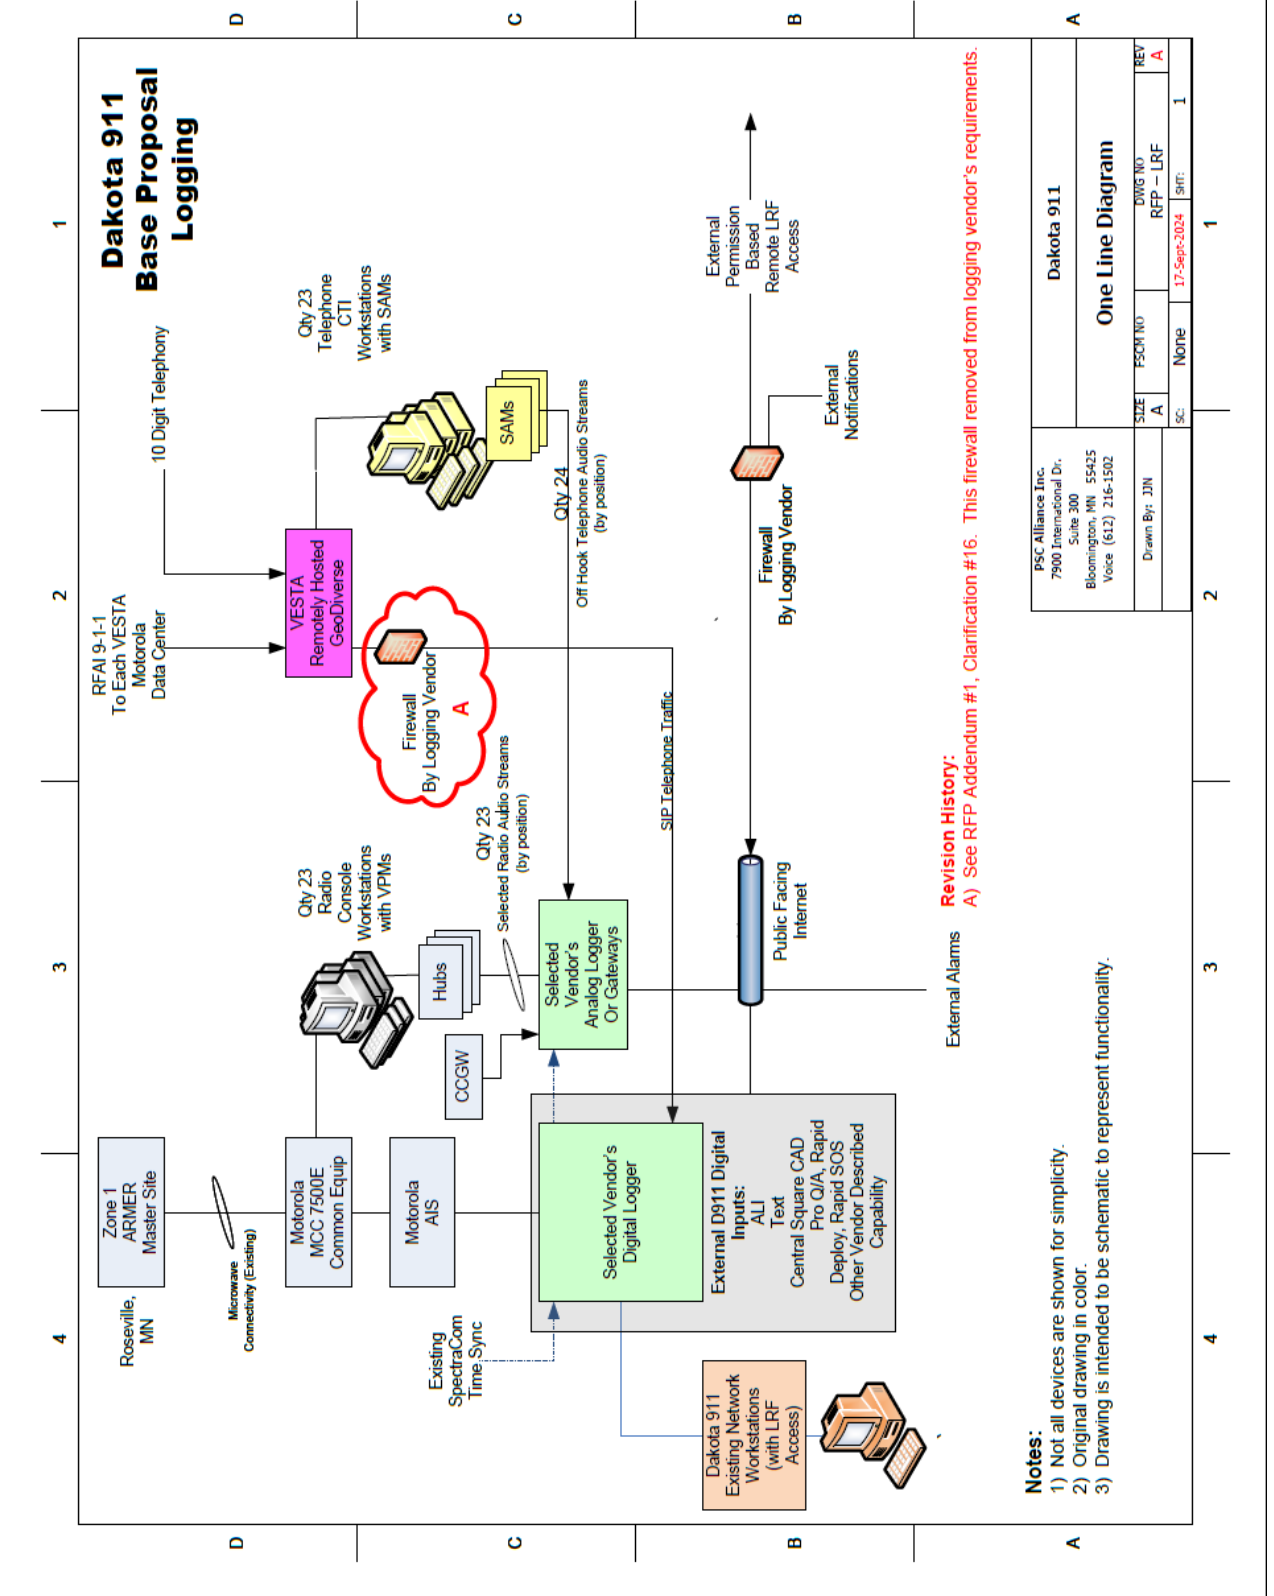 4
3
2
1
D
C
B
A
Dakota 911
Base Proposal
Logging
Roseville,
MN
Zone 1
ARMER
Master Site
Microwave
Connectivity (Existing)
RFAI 9-1-1
To Each VESTA
Motorola
Data Center
10 Digit Telephony
Motorola
MCC 7500E
Common Equip
Qty 23
Radio
Console
Workstations
with VPMs
VESTA
Remotely Hosted
GeoDiverse
Qty 23
Telephone
CTI
Workstations
with SAMs
Motorola
AIS
Hubs
CCGW
Firewall
By Logging Vendor
A
SAMs
Existing
SpectraCom
Time Sync
Qty 23
Selected Radio Audio Streams
(by position)
Qty 24
Off Hook Telephone Audio Streams
(by position)
Selected Vendor's
Digital Logger
Selected
Vendor's
Analog Logger
Or Gateways
SIP Telephone Traffic
External D911 Digital
Inputs:
ALI
Text
Central Square CAD
Pro Q/A, Rapid
Deploy, Rapid SOS
Other Vendor Described
Capability
Dakota 911
Existing Network
Workstations
(with LRF
Access)
Public Facing
Internet
Firewall
By Logging Vendor
External
Notifications
External
Permission
Based
Remote LRF
Access
External Alarms
Revision History:
A) See RFP Addendum #1, Clarification #16. This firewall removed from logging vendor's requirements.
Notes:
1) Not all devices are shown for simplicity.
2) Original drawing in color.
3) Drawing is intended to be schematic to represent functionality.
PSC Alliance Inc.
7900 International Dr.
Suite 300
Bloomington, MN 55425
Voice (612) 216-1502
Drawn By: JJN
Dakota 911
One Line Diagram
SIZE
A
FSCM NO
DWG NO
RFP – LRF
REV
A
SC:
None
17-Sept-2024
SHT:
1
4
3
2
1
D
C
B
A